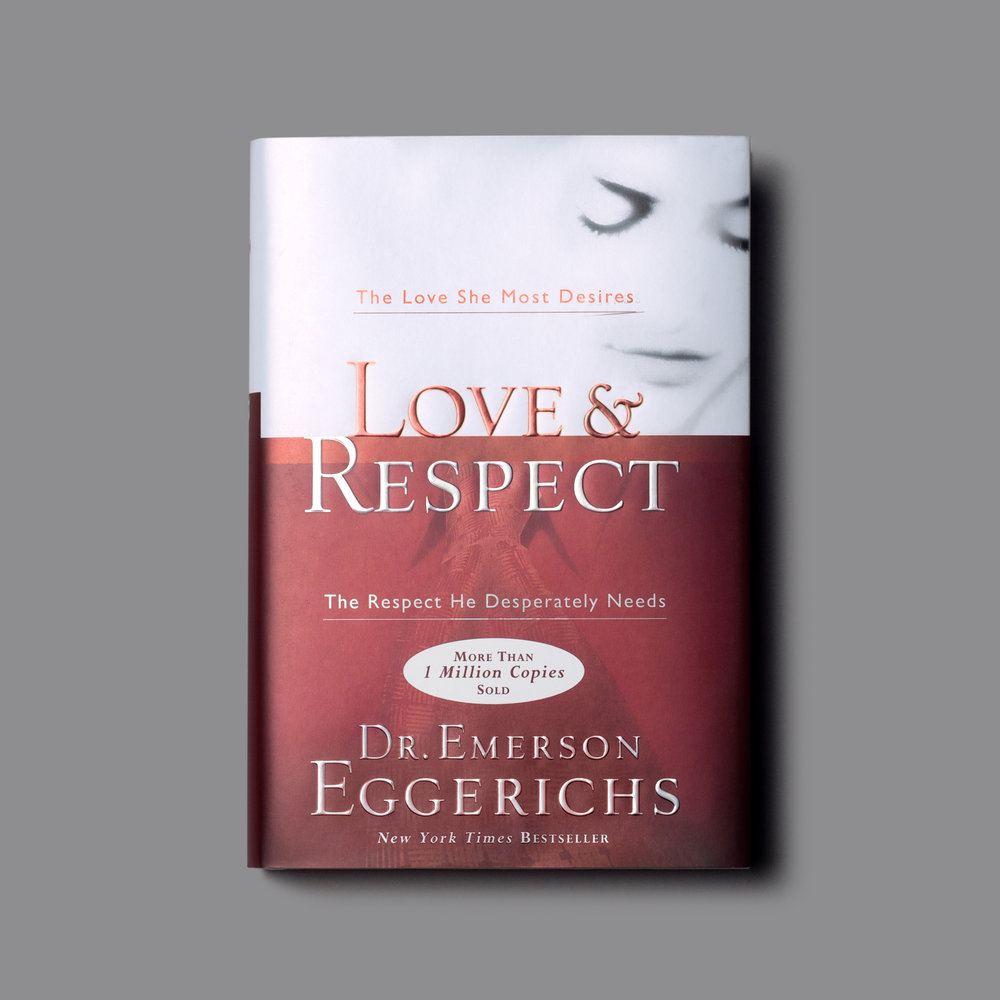 The Love She Most Desires
LOVE &
RESPECT
The Respect He Desperately Needs
MORE THAN
1 Million Copies
SOLD
DR. EMERSON
EGGERICHS
New York Times BESTSELLER